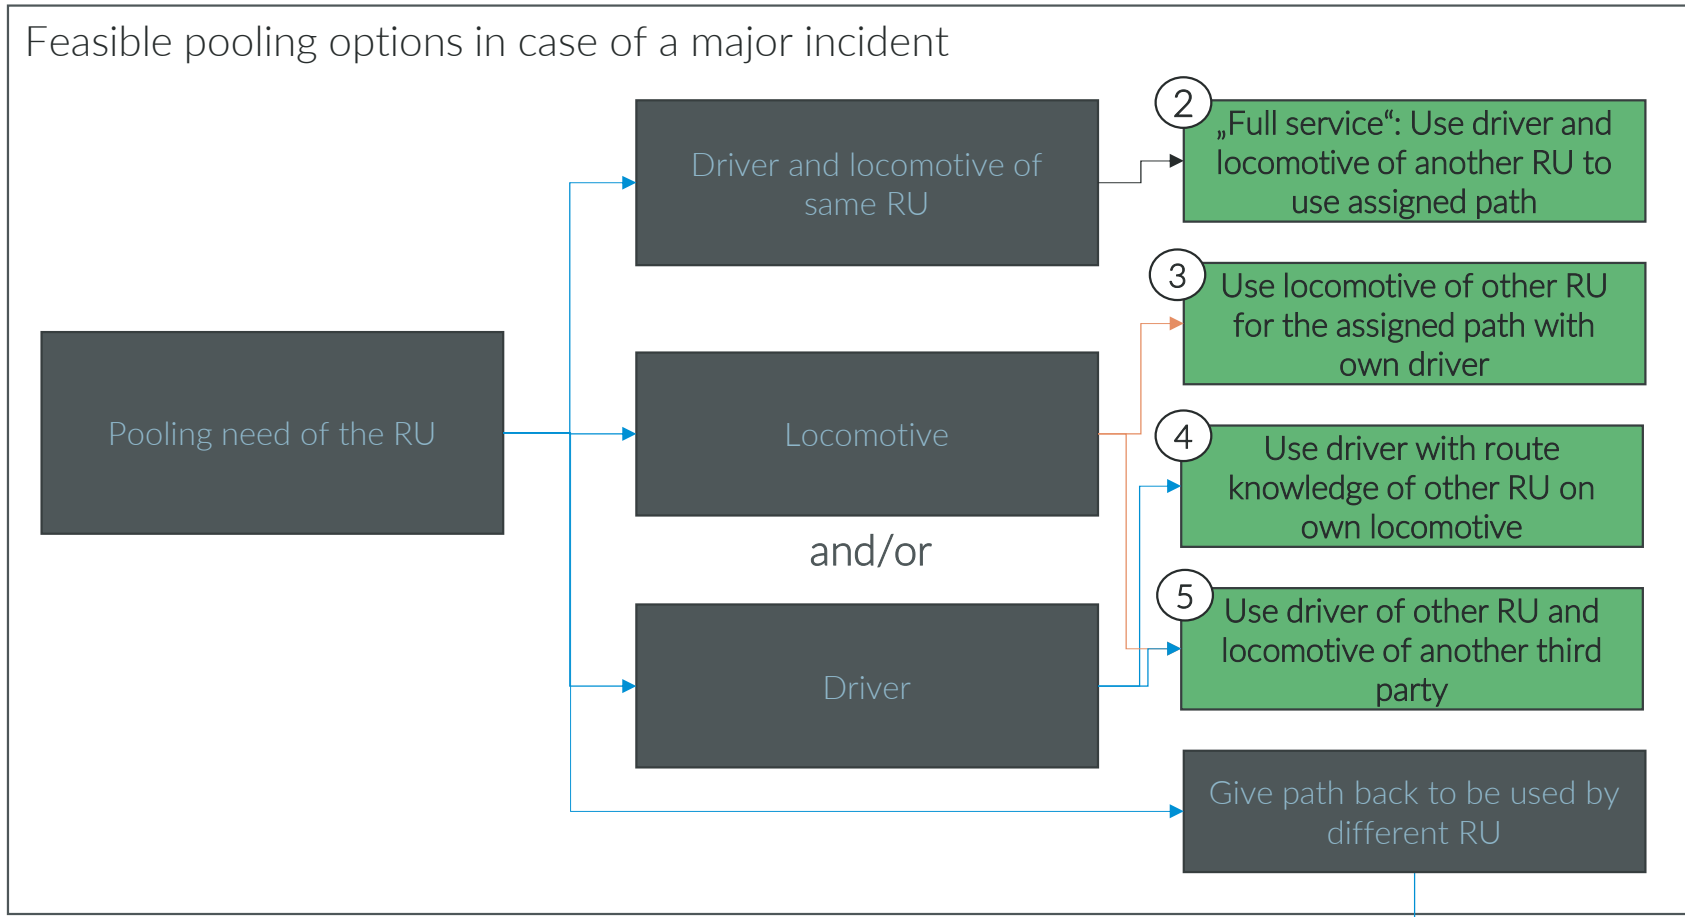 Feasible pooling options in case of a major incident
Pooling need of the RU
Driver and locomotive of
same RU
Locomotive
and/or
Driver
2
„Full service“: Use driver and
locomotive of another RU to
use assigned path
3
Use locomotive of other RU
for the assigned path with
own driver
4
Use driver with route
knowledge of other RU on
own locomotive
5
Use driver of other RU and
locomotive of another third
party
Give path back to be used by
different RU